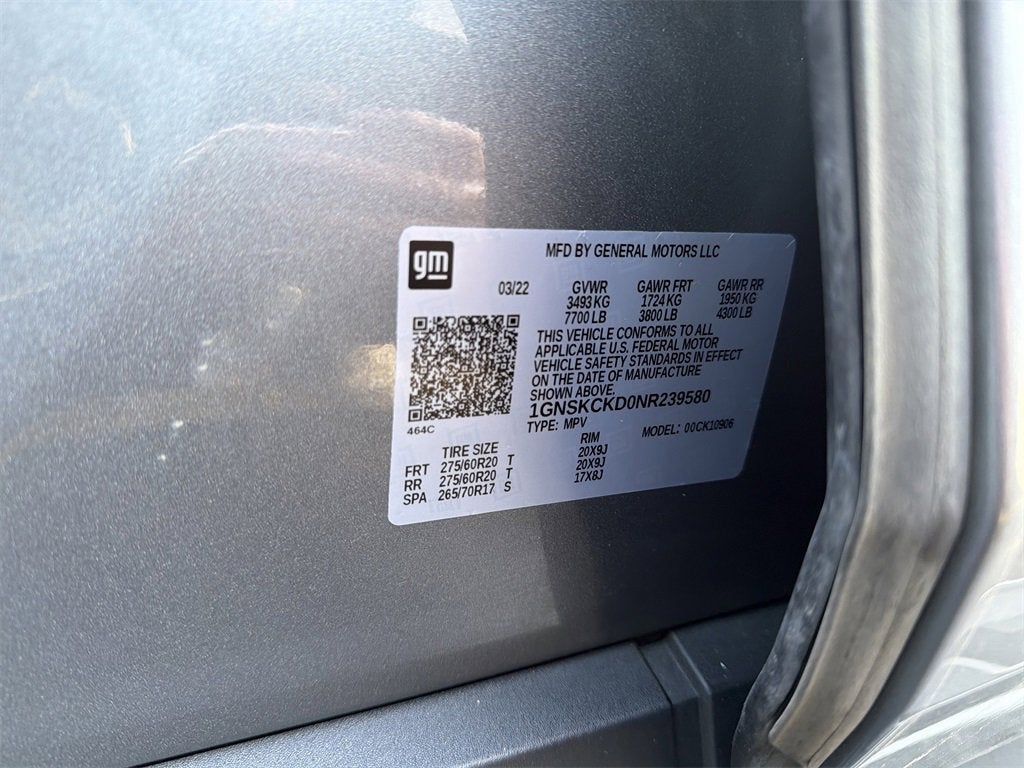 gm
MFD BY GENERAL MOTORS LLC
03/22 GVWR GAWR FRT GAWR RR
3493 KG 1724 KG 1950 KG
7700 LB 3800 LB 4300 LB
THIS VEHICLE CONFORMS TO ALL
APPLICABLE U.S. FEDERAL MOTOR
VEHICLE SAFETY STANDARDS IN EFFECT
ON THE DATE OF MANUFACTURE
SHOWN ABOVE.
1GNSKCKD0NR239580
464C
TYPE: MPV MODEL: 00CK10906
TIRE SIZE RIM
FRT 275/60R20 T 20X9J
RR 275/60R20 T 20X9J
SPA 265/70R17 S 17X8J